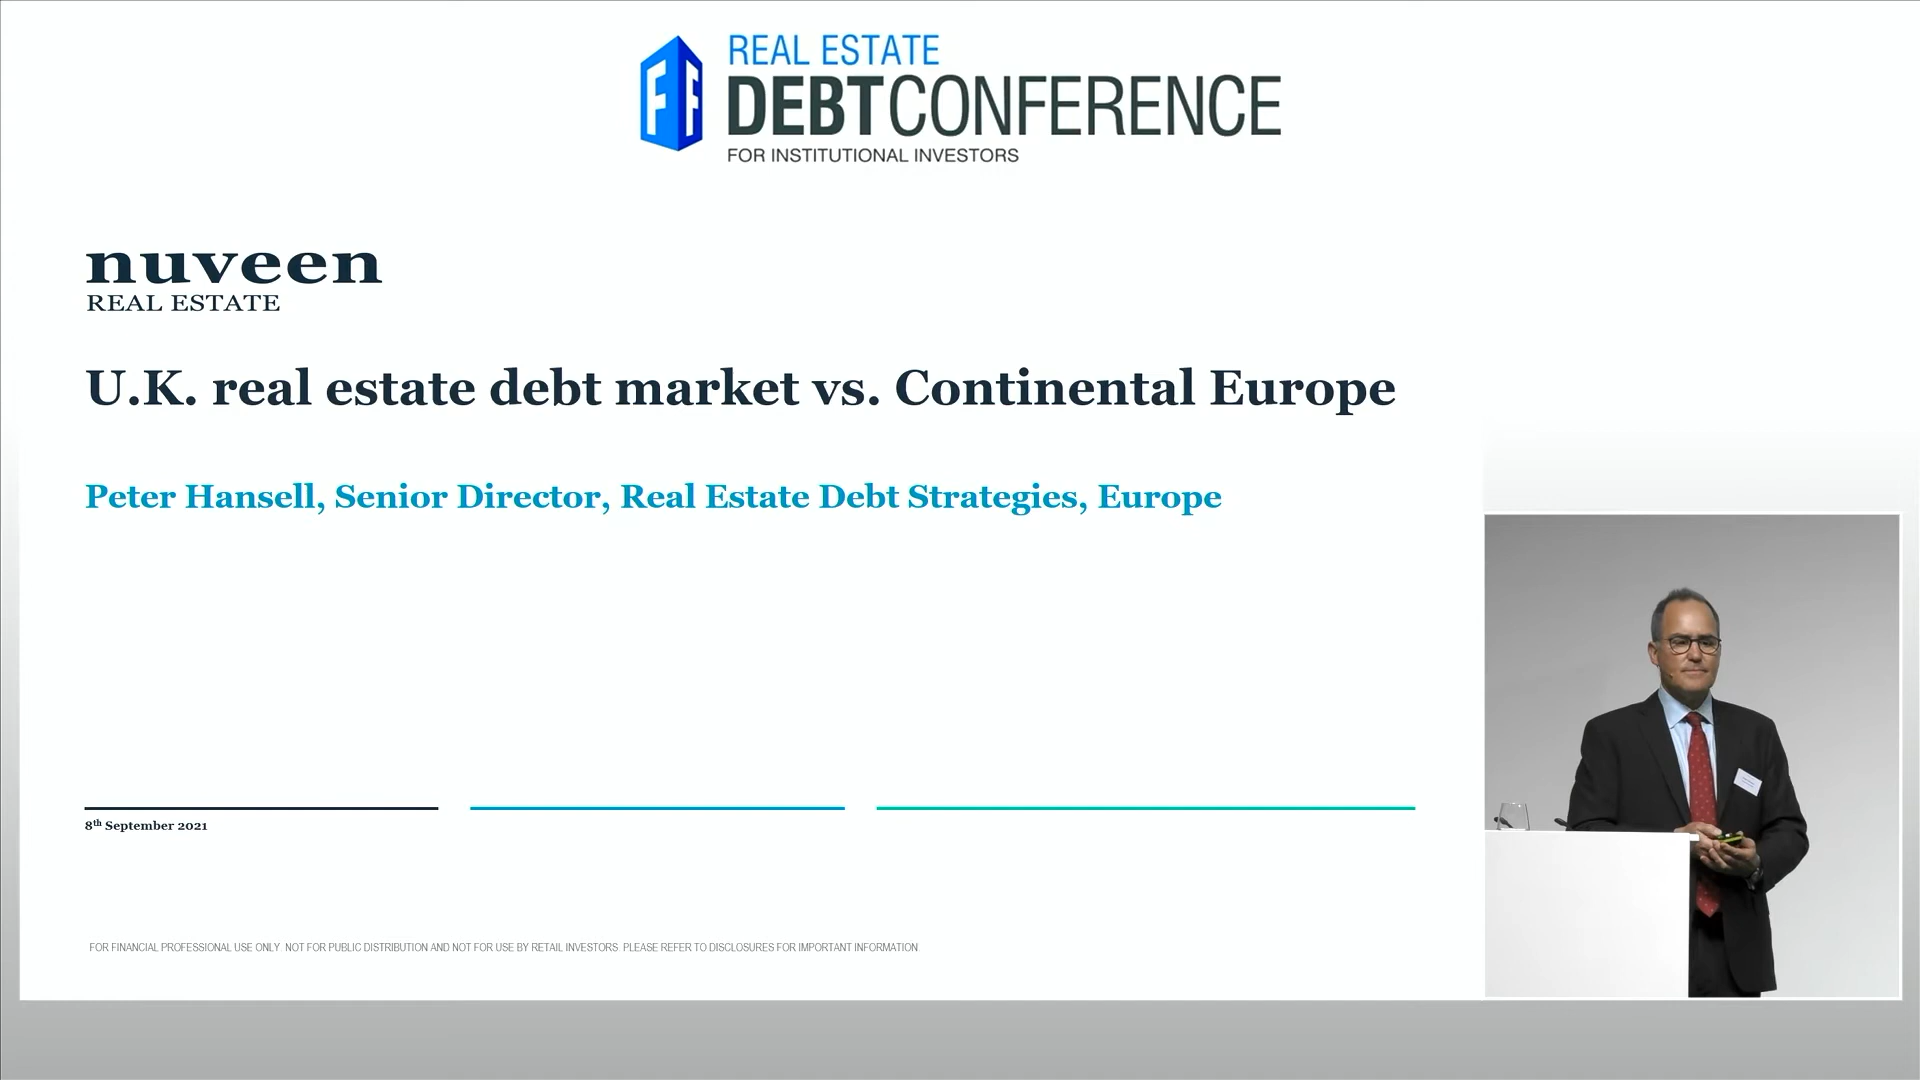 REAL ESTATE
DEBTCONFERENCE
FOR INSTITUTIONAL INVESTORS
nuveen
REAL ESTATE
U.K. real estate debt market vs. Continental Europe
Peter Hansell, Senior Director, Real Estate Debt Strategies, Europe
8th September 2021
FOR FINANCIAL PROFESSIONAL USE ONLY NOT FOR PUBLIC DISTRIBUTION AND NOT FOR USE BY RETAIL INVESTORS PLEASE REFER TO DISCLOSURES FOR IMPORTANT INFORMATION